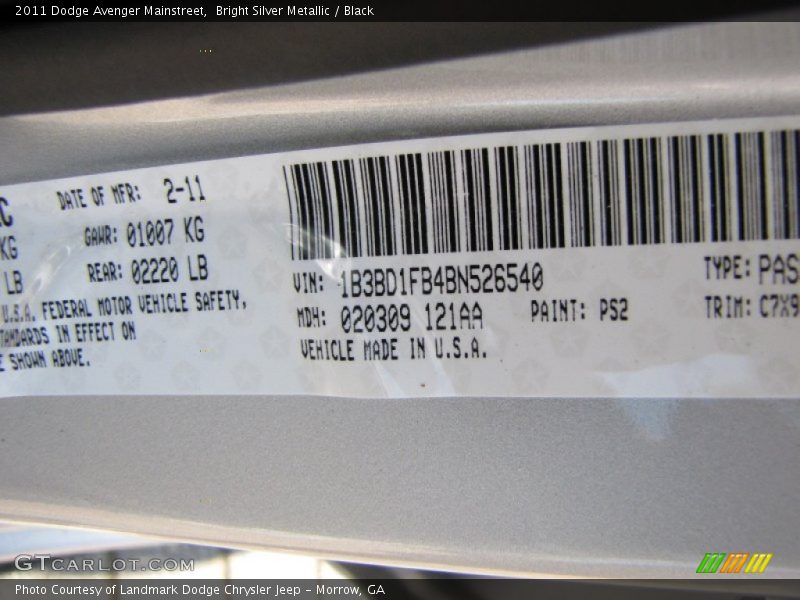 2011 Dodge Avenger Mainstreet, Bright Silver Metallic / Black
DATE OF MFR: 2-11
KG GAWR: 01007 KG
LB REAR: 02220 LB
U.S.A. FEDERAL MOTOR VEHICLE SAFETY,
IN EFFECT ON
SHOWN ABOVE.
VIN: 1B3BD1FB4BN526540 TYPE: PAS
MDH: 020309 121AA PAINT: PS2 TRIM: C7X9
VEHICLE MADE IN U.S.A.
GTCARLOT.COM
Photo Courtesy of Landmark Dodge Chrysler Jeep – Morrow, GA